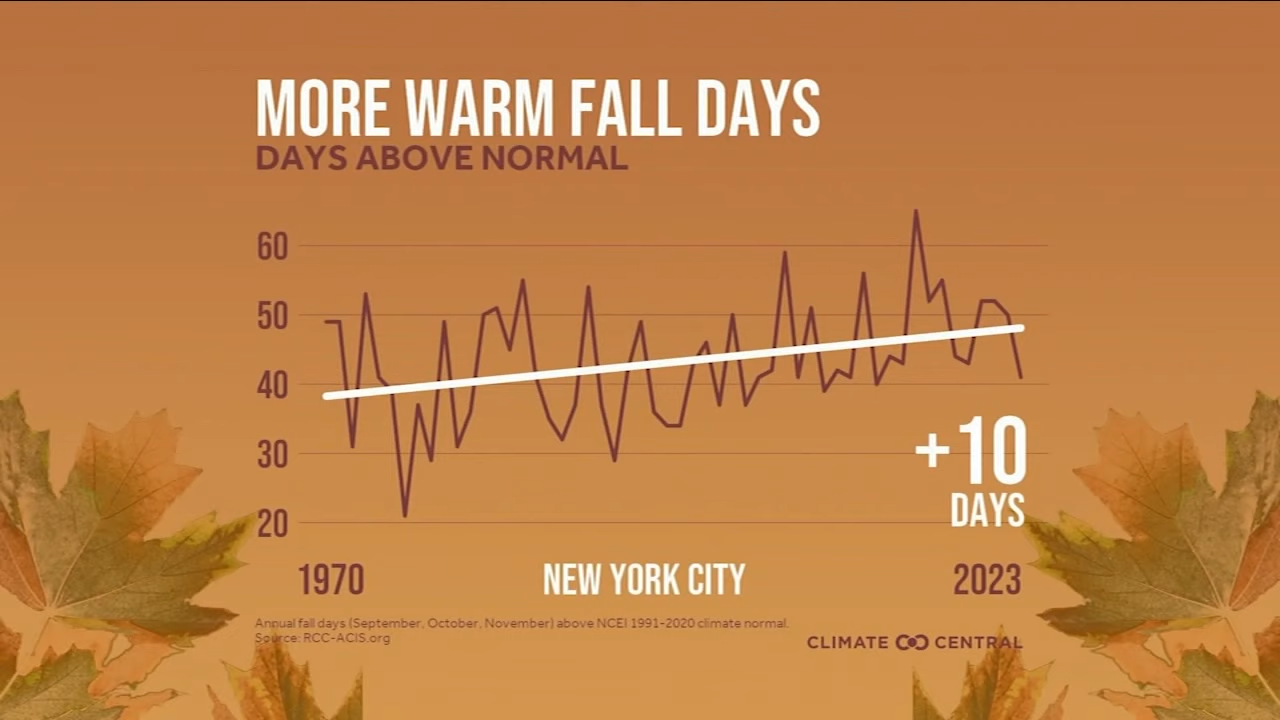 MORE WARM FALL DAYS
DAYS ABOVE NORMAL
60
50
40
30
20
+10
DAYS
1970
NEW YORK CITY
2023
Annual fall days (September, October, November) above NCEI 1991-2020 climate normal.
Source: RCC-ACIS.org
CLIMATE CENTRAL